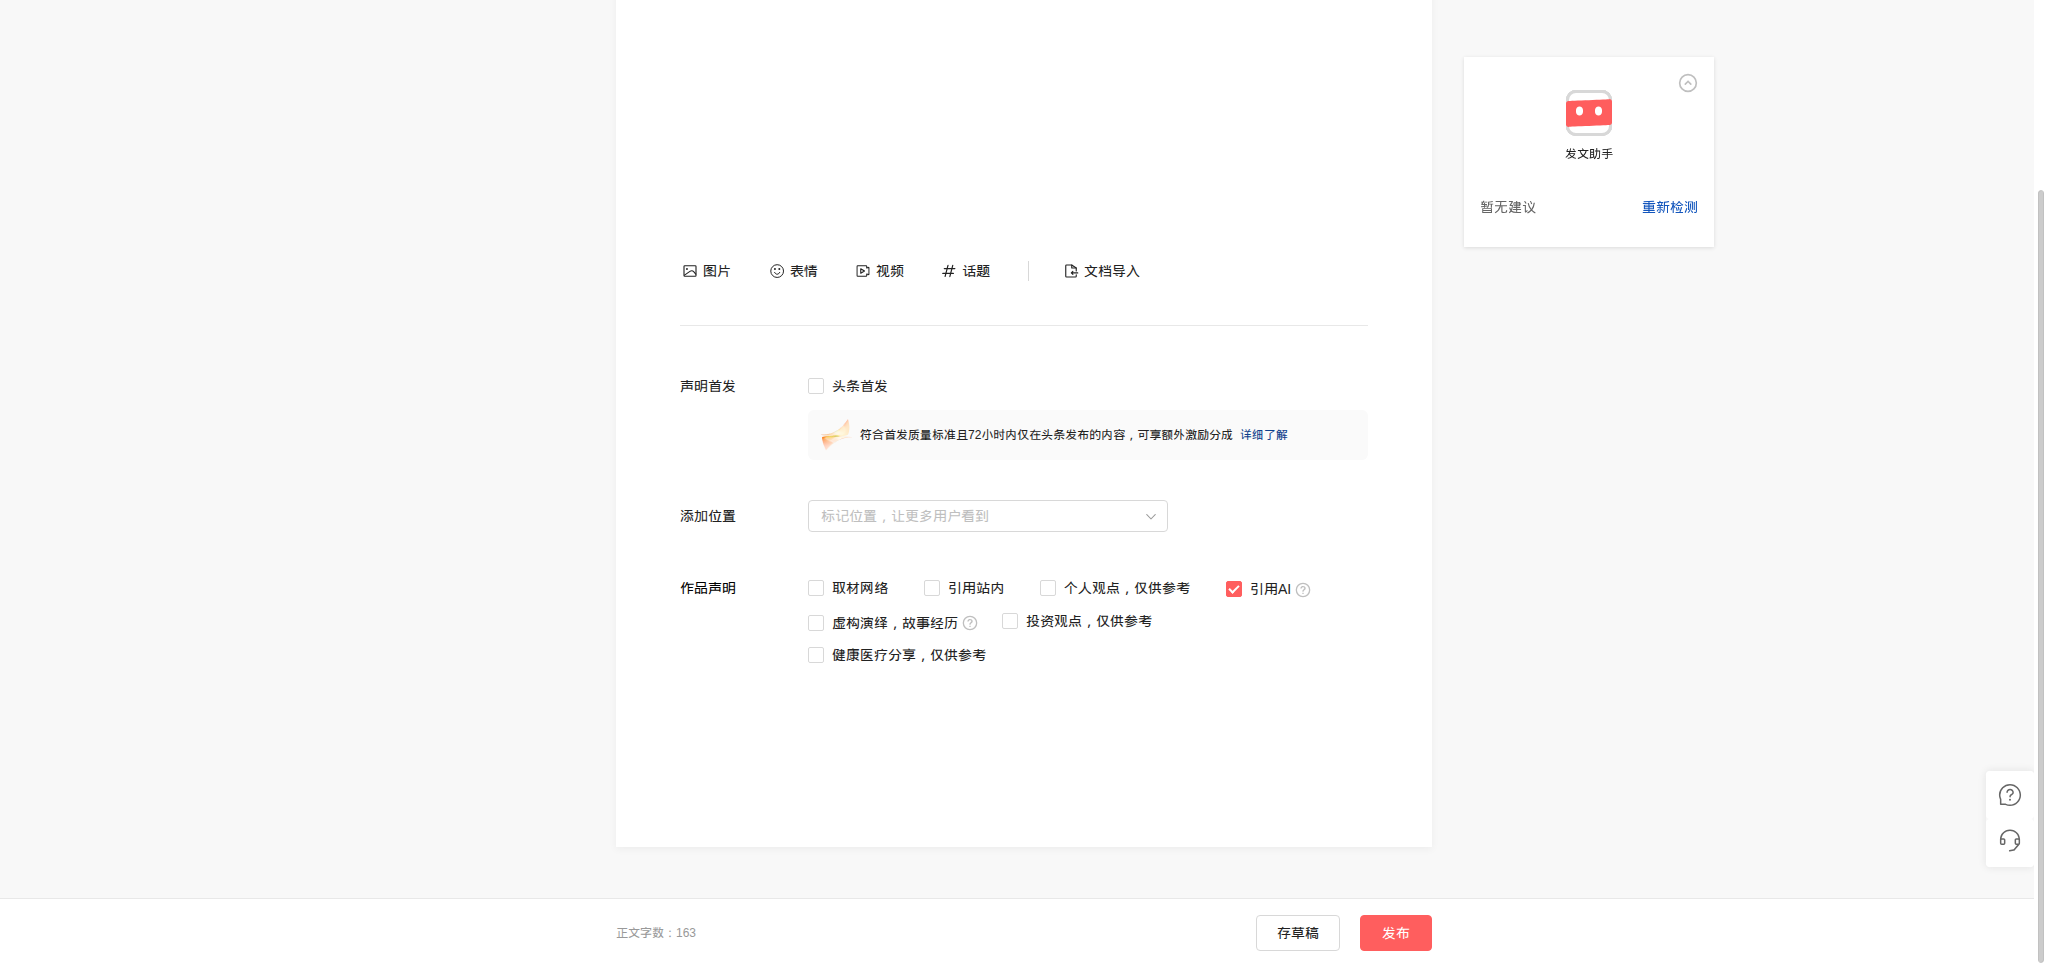 发文助手
暂无建议 重新检测
图片 表情 视频 # 话题 文档导入
声明首发 头条首发
符合首发质量标准且72小时内仅在头条发布的内容，可享额外激励分成 详细了解
添加位置 标记位置，让更多用户看到
作品声明 取材网络 引用站内 个人观点，仅供参考 引用AI
虚构演绎，故事经历 投资观点，仅供参考
健康医疗分享，仅供参考
正文字数：163 存草稿 发布